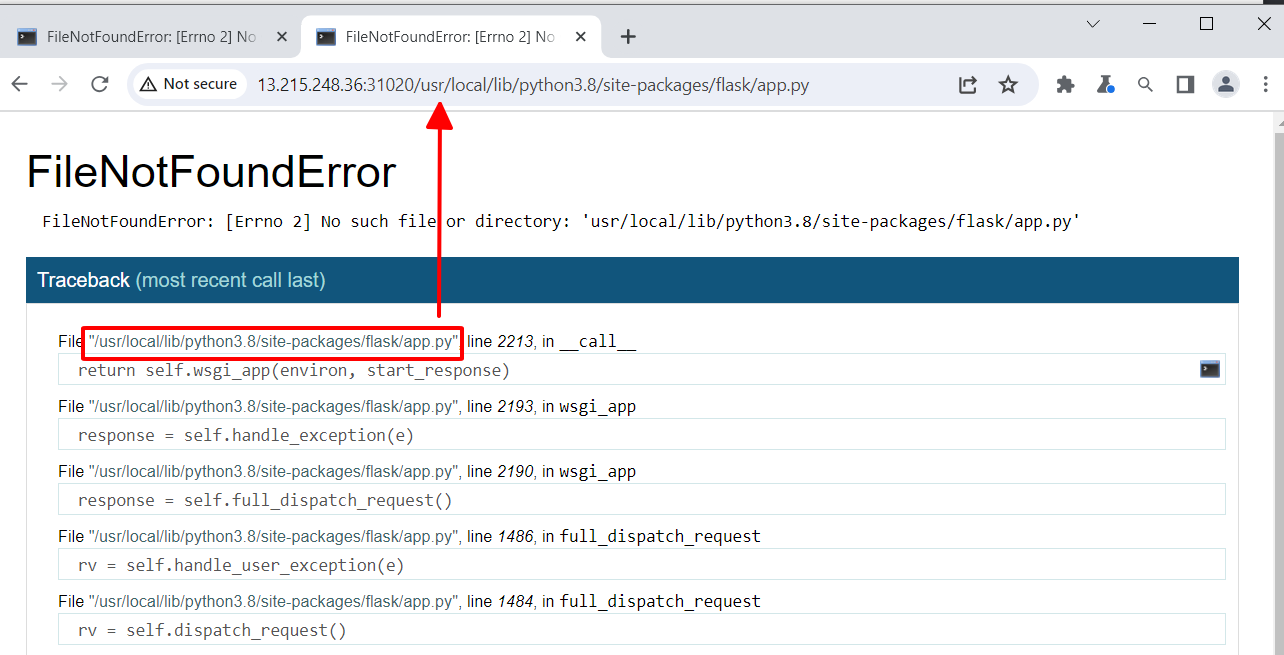 FileNotFoundError: [Errno 2] No
FileNotFoundError: [Errno 2] No
Not secure
13.215.248.36:31020/usr/local/lib/python3.8/site-packages/flask/app.py
FileNotFoundError
FileNotFoundError: [Errno 2] No such file or directory: 'usr/local/lib/python3.8/site-packages/flask/app.py'
Traceback (most recent call last)
File "/usr/local/lib/python3.8/site-packages/flask/app.py", line 2213, in __call__
return self.wsgi_app(environ, start_response)
File "/usr/local/lib/python3.8/site-packages/flask/app.py", line 2193, in wsgi_app
response = self.handle_exception(e)
File "/usr/local/lib/python3.8/site-packages/flask/app.py", line 2190, in wsgi_app
response = self.full_dispatch_request()
File "/usr/local/lib/python3.8/site-packages/flask/app.py", line 1486, in full_dispatch_request
rv = self.handle_user_exception(e)
File "/usr/local/lib/python3.8/site-packages/flask/app.py", line 1484, in full_dispatch_request
rv = self.dispatch_request()